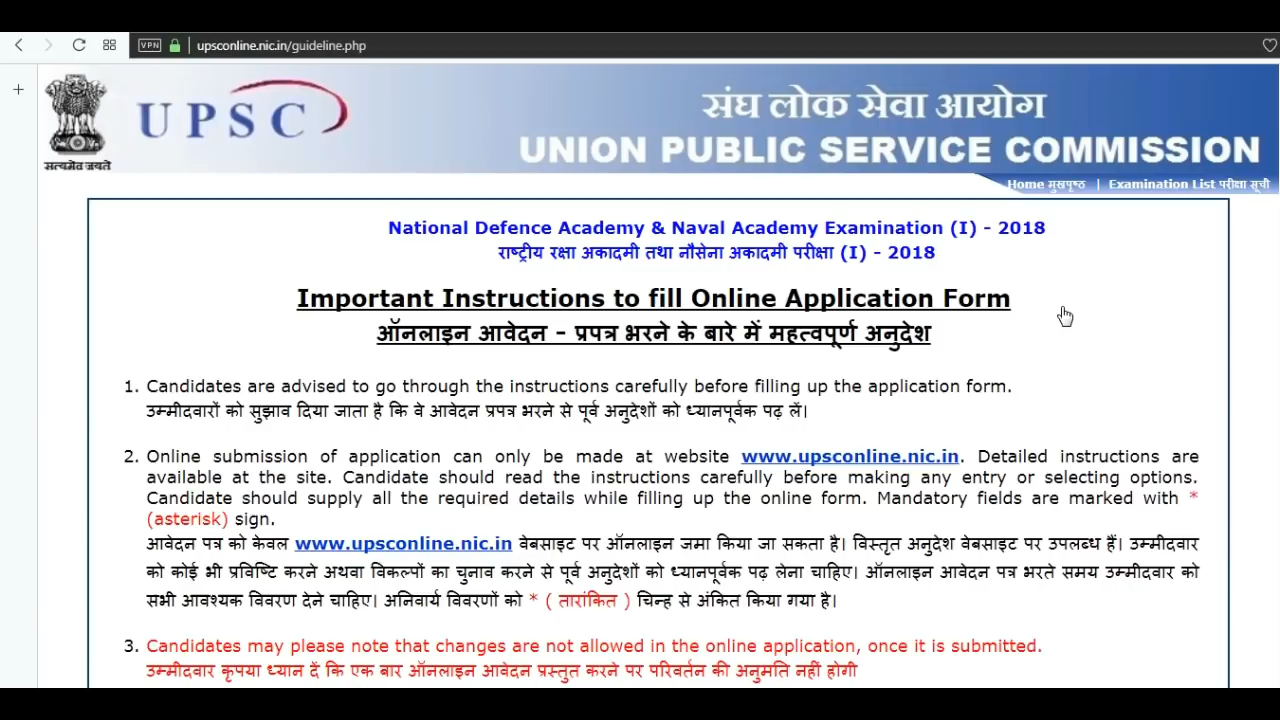 VPN upsconline.nic.in/guideline.php
सत्यमेव जयते
UPSC
संघ लोक सेवा आयोग
UNION PUBLIC SERVICE COMMISSION
Home मुखपृष्ठ | Examination List परीक्षा सूची
National Defence Academy & Naval Academy Examination (I) - 2018
राष्ट्रीय रक्षा अकादमी तथा नौसेना अकादमी परीक्षा (I) - 2018
Important Instructions to fill Online Application Form
ऑनलाइन आवेदन - प्रपत्र भरने के बारे में महत्वपूर्ण अनुदेश
1. Candidates are advised to go through the instructions carefully before filling up the application form.
उम्मीदवारों को सुझाव दिया जाता है कि वे आवेदन प्रपत्र भरने से पूर्व अनुदेशों को ध्यानपूर्वक पढ़ लें।
2. Online submission of application can only be made at website www.upsconline.nic.in. Detailed instructions are
available at the site. Candidate should read the instructions carefully before making any entry or selecting options.
Candidate should supply all the required details while filling up the online form. Mandatory fields are marked with *
(asterisk) sign.
आवेदन पत्र को केवल www.upsconline.nic.in वेबसाइट पर ऑनलाइन जमा किया जा सकता है। विस्तृत अनुदेश वेबसाइट पर उपलब्ध हैं। उम्मीदवार
को कोई भी प्रविष्टि करने अथवा विकल्पों का चुनाव करने से पूर्व अनुदेशों को ध्यानपूर्वक पढ़ लेना चाहिए। ऑनलाइन आवेदन पत्र भरते समय उम्मीदवार को
सभी आवश्यक विवरण देने चाहिए। अनिवार्य विवरणों को * ( तारांकित ) चिन्ह से अंकित किया गया है।
3. Candidates may please note that changes are not allowed in the online application, once it is submitted.
उम्मीदवार कृपया ध्यान दें कि एक बार ऑनलाइन आवेदन प्रस्तुत करने पर परिवर्तन की अनुमति नहीं होगी